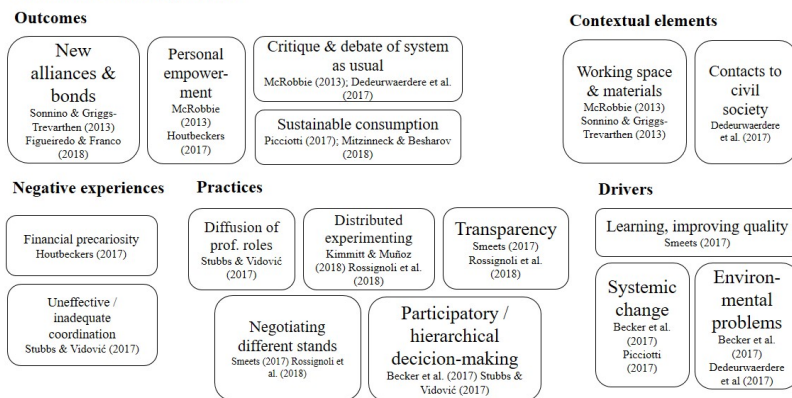 Outcomes
New
alliances &
bonds
Sonnino & Griggs-
Trevarthen (2013)
Figueiredo & Franco
(2018)
Personal
empower-
ment
McRobbie
(2013)
Houtbeckers
(2017)
Critique & debate of system
as usual
McRobbie (2013); Dedeurwaerdere et al.
(2017)
Sustainable consumption
Picciotti (2017); Mitzinneck & Besharov
(2018)
Contextual elements
Working space
& materials
McRobbie (2013)
Sonnino & Griggs-
Trevarthen (2013)
Contacts to
civil
society
Dedeurwaerdere
et al. (2017)
Negative experiences
Financial precariosity
Houtbeckers (2017)
Uneffective /
inadequate
coordination
Stubbs & Vidović (2017)
Practices
Diffusion of
prof. roles
Stubbs & Vidović
(2017)
Distributed
experimenting
Kimmitt & Muñoz
(2018) Rossignoli et al.
(2018)
Transparency
Smeets (2017)
Rossignoli et al.
(2018)
Negotiating
different stands
Smeets (2017) Rossignoli et
al. (2018)
Participatory /
hierarchical
decicion-making
Becker et al. (2017) Stubbs &
Vidović (2017)
Drivers
Learning, improving quality
Smeets (2017)
Systemic
change
Becker et al.
(2017)
Picciotti
(2017)
Environ-
mental
problems
Becker et al.
(2017)
Dedeurwaerdere
et al (2017)